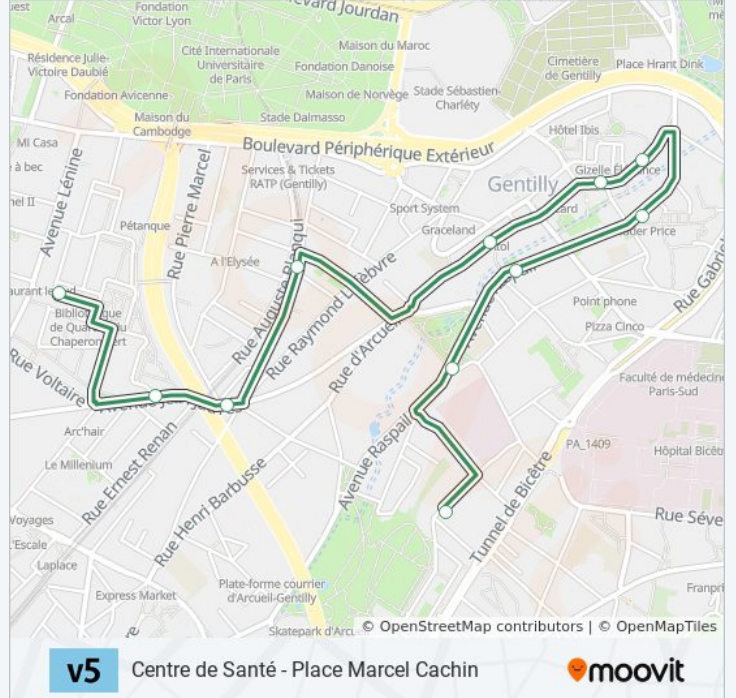 Arcal
Fondation
Victor Lyon
levard Jourdan
Résidence Julie-
Victoire Daubié
Cité Internationale
Universitaire
de Paris
Maison du Maroc
Fondation Danoise
Cimetière
de Gentilly
Place Hrant Dink
Fondation Avicenne
Maison de Norvège
Stade Sébastien-
Charléty
Maison du
Cambodge
Stade Dalmasso
Hôtel Ibis
MI Casa
à bec
Boulevard Périphérique Extérieur
Services & Tickets
RATP (Gentilly)
Gentilly
Avenue Lénine
Rue Pierre Marcel
Sport System
Graceland
Pétanque
A l'Elysée
Rue Auguste Blanqui
Rue Raymond Lefebvre
Rue Gabri
Point phone
Pizza Cinco
Rue d'Arcueil
Rue Voltaire
Faculté de médecin
Paris-Sud
Arc'hair
Le Millenium
Rue Ernest Renan
Avenue Raspail
PA_1409
Hôpital Bicêt
Rue Henri Barbusse
Tunnel de Bicêtre
Rue Séve
Voyages
L'Escale
Laplace
Express Market
Plate-forme courrier
d'Arcueil-Gentilly
Franpri
Skatepark d'Arcu
© OpenStreetMap contributors | © OpenMapTiles
v5 Centre de Santé - Place Marcel Cachin moovit